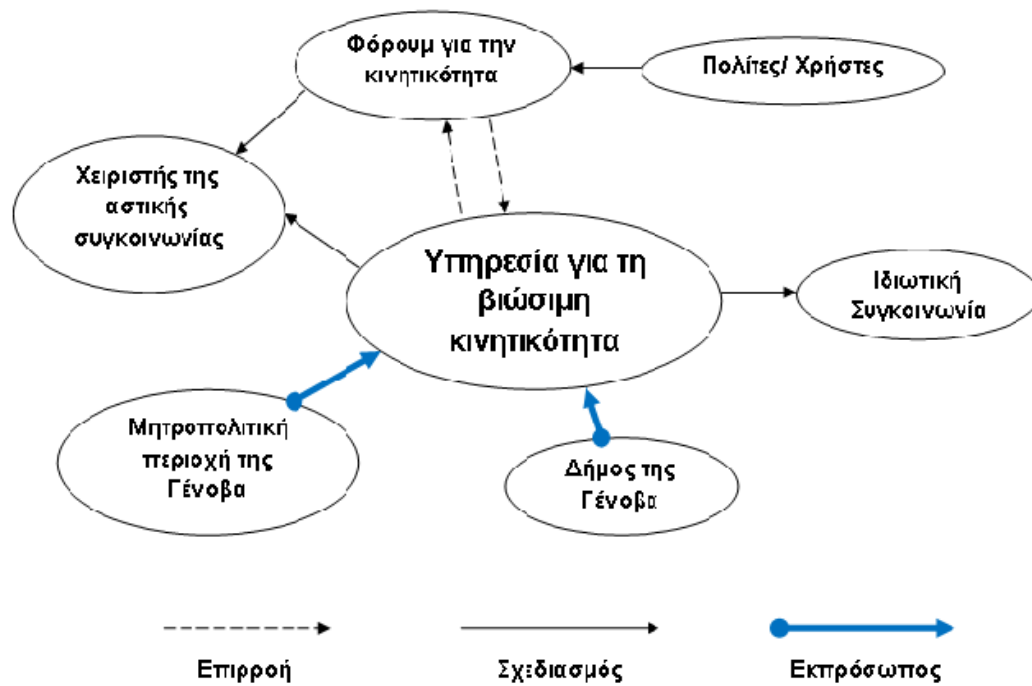 Φόρουμ για την
κινητικότητα
Πολίτες/ Χρήστες
Χειριστής της
αστικής
συγκοινωνίας
Υπηρεσία για τη
βιώσιμη
κινητικότητα
Ιδιωτική
Συγκοινωνία
Μητροπολιτική
περιοχή της
Γένοβα
Δήμος της
Γένοβα
Επιρροή
Σχεδιασμός
Εκπρόσωπος